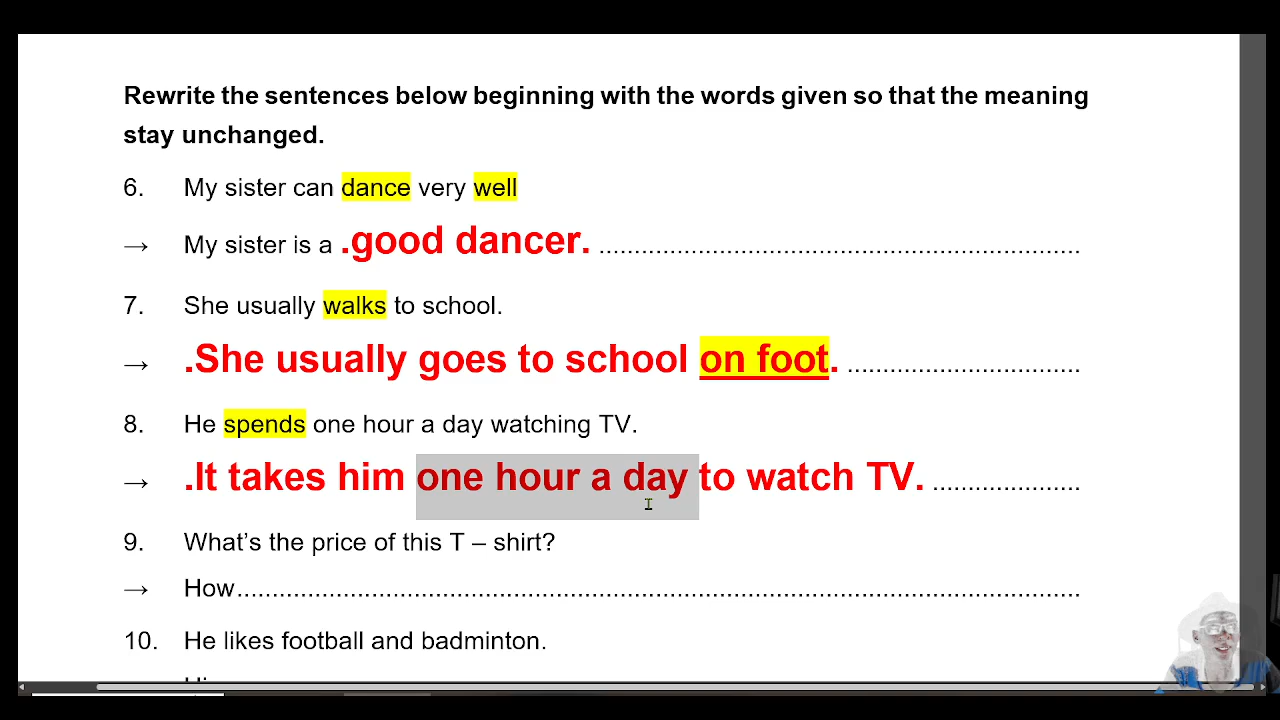 Rewrite the sentences below beginning with the words given so that the meaning
stay unchanged.
6. My sister can dance very well
→ My sister is a .good dancer. ....................................................................
7. She usually walks to school.
→ .She usually goes to school on foot. .................................
8. He spends one hour a day watching TV.
→ .It takes him one hour a day to watch TV. .....................
9. What's the price of this T – shirt?
→ How.......................................................................................................................
10. He likes football and badminton.